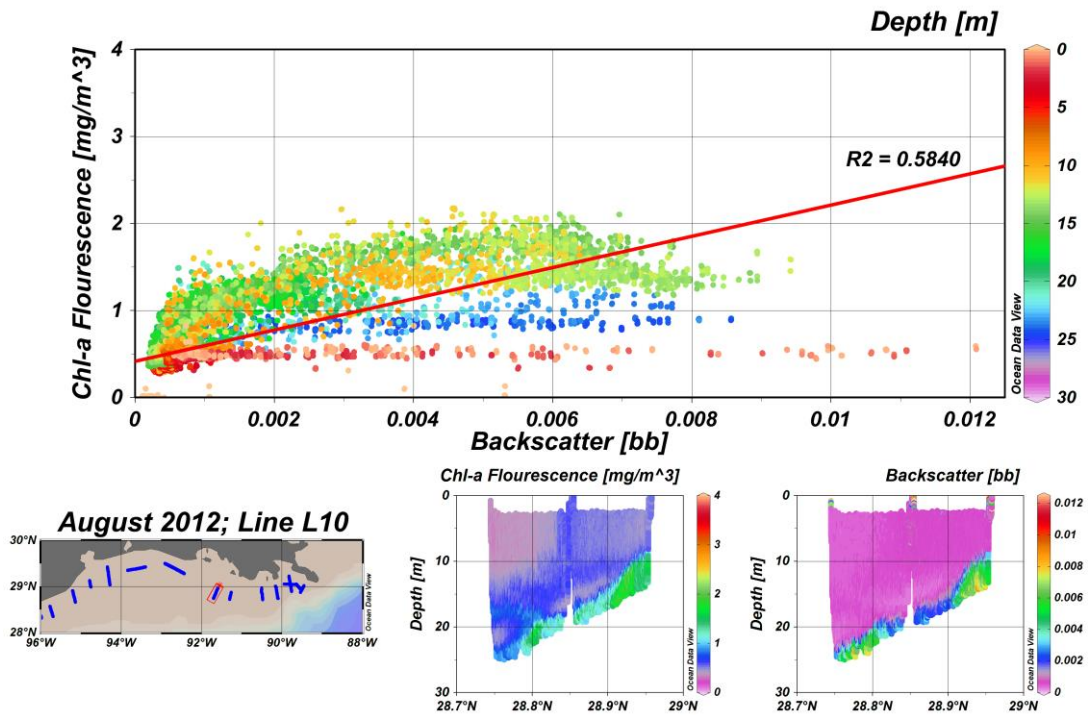 Depth [m]
4
3
2
1
0
Chl-a Flourescence [mg/m^3]
R2 = 0.5840
Ocean Data View
0
5
10
15
20
25
30
0
0.002
0.004
0.006
0.008
0.01
0.012
Backscatter [bb]
August 2012; Line L10
30°N
29°N
28°N
96°W
94°W
92°W
90°W
88°W
Ocean Data View
Chl-a Flourescence [mg/m^3]
0
10
20
30
Depth [m]
28.7°N
28.8°N
28.9°N
29°N
Ocean Data View
4
3
2
1
0
Backscatter [bb]
0
10
20
30
Depth [m]
28.7°N
28.8°N
28.9°N
29°N
Ocean Data View
0.012
0.01
0.008
0.006
0.004
0.002
0